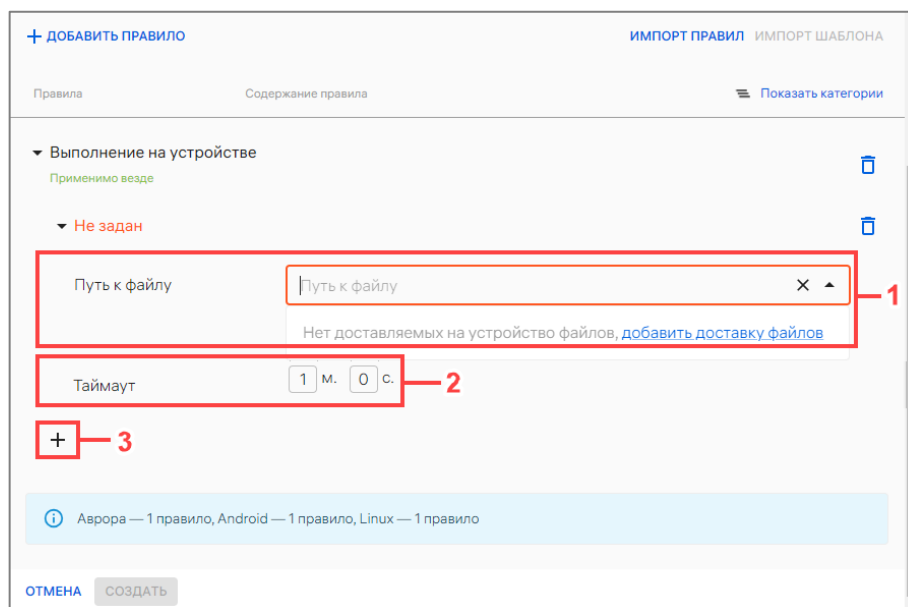 + ДОБАВИТЬ ПРАВИЛО ИМПОРТ ПРАВИЛ ИМПОРТ ШАБЛОНА
Правила Содержание правила Показать категории
Выполнение на устройстве
Применимо везде
Не задан
Путь к файлу Путь к файлу 1
Нет доставляемых на устройство файлов, добавить доставку файлов
Таймаут 1 м. 0 с. 2
+ 3
Аврора — 1 правило, Android — 1 правило, Linux — 1 правило
ОТМЕНА СОЗДАТЬ